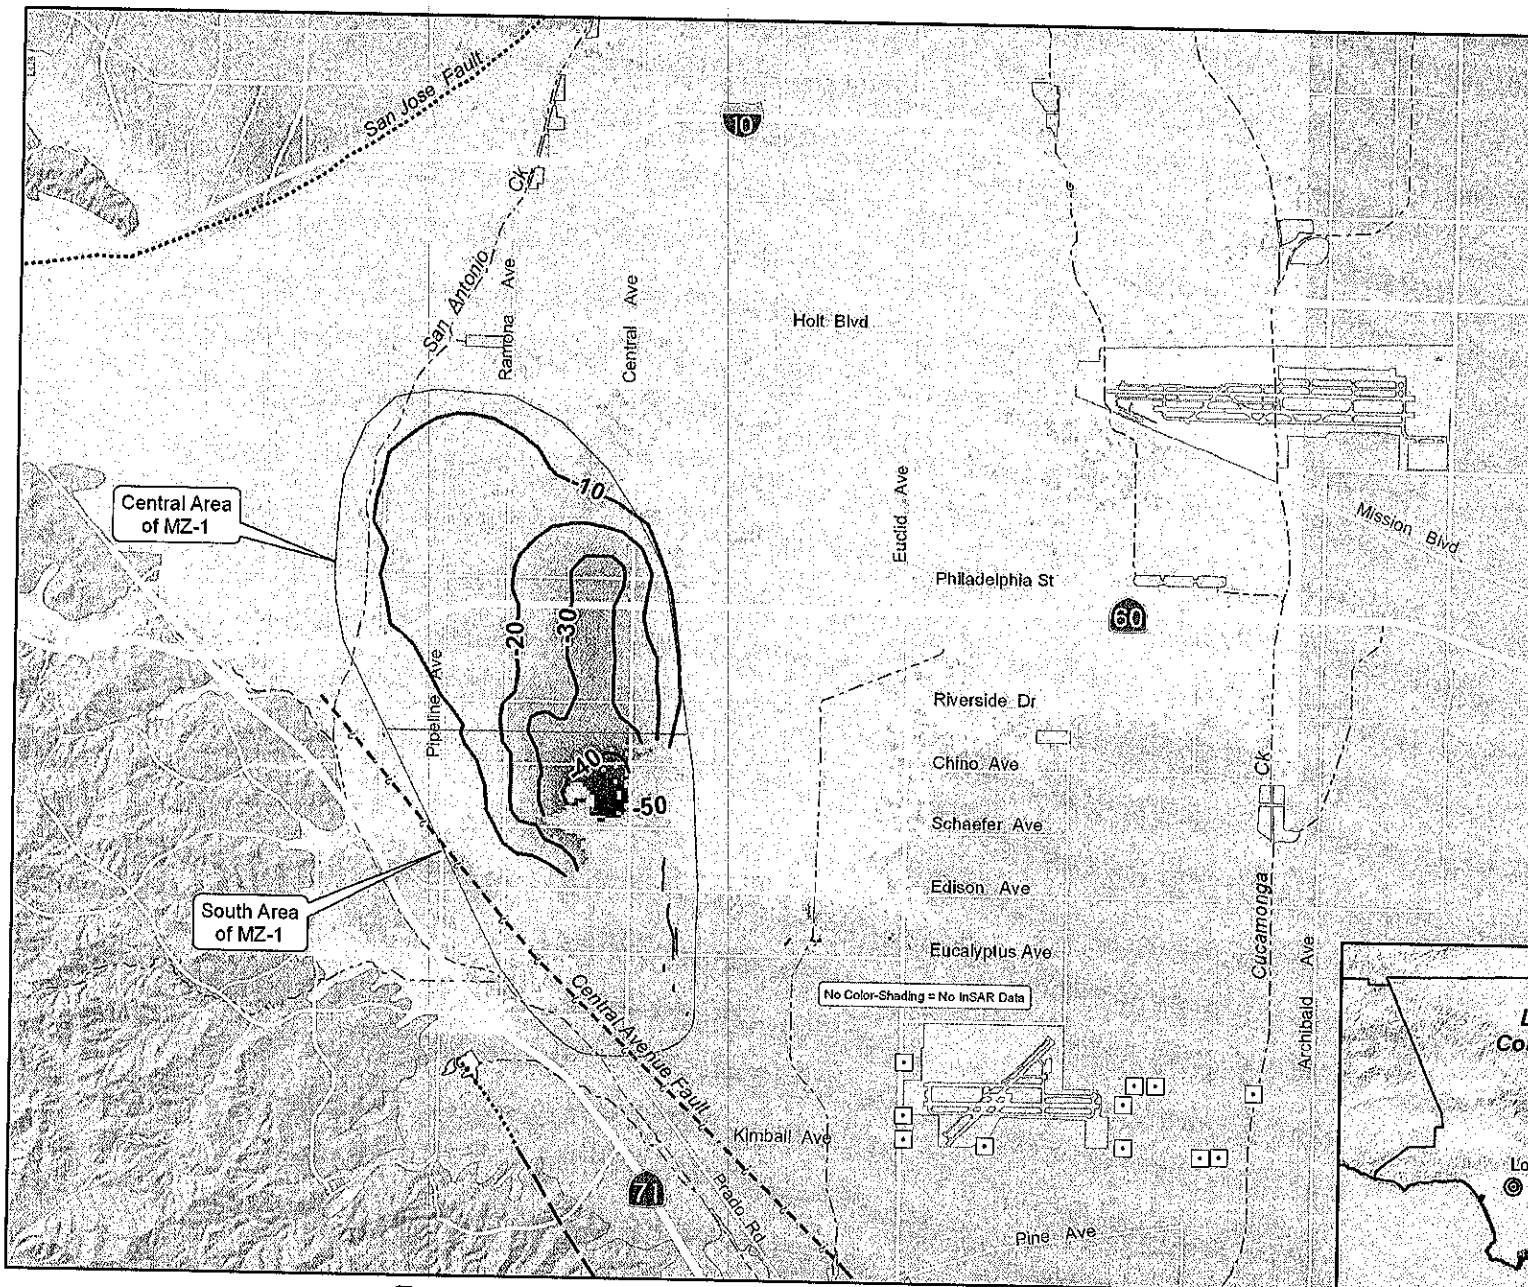 San Jose Fault
10
San Antonio
Ck
Ramona Ave
Central Ave
Holt Blvd
Central Area
of MZ-1
-10
Euclid Ave
Mission Blvd
Philadelphia St
60
-20
-30
Pipeline Ave
Riverside Dr
Chino Ave
-40
-50
Schaefer Ave
Edison Ave
Eucalyptus Ave
Cucamonga
Ck
Archibald Ave
South Area
of MZ-1
No Color-Shading = No InSAR Data
Central Avenue Fault
Kimball Ave
71
Prado Rd
Pine Ave
L
Co
Lo